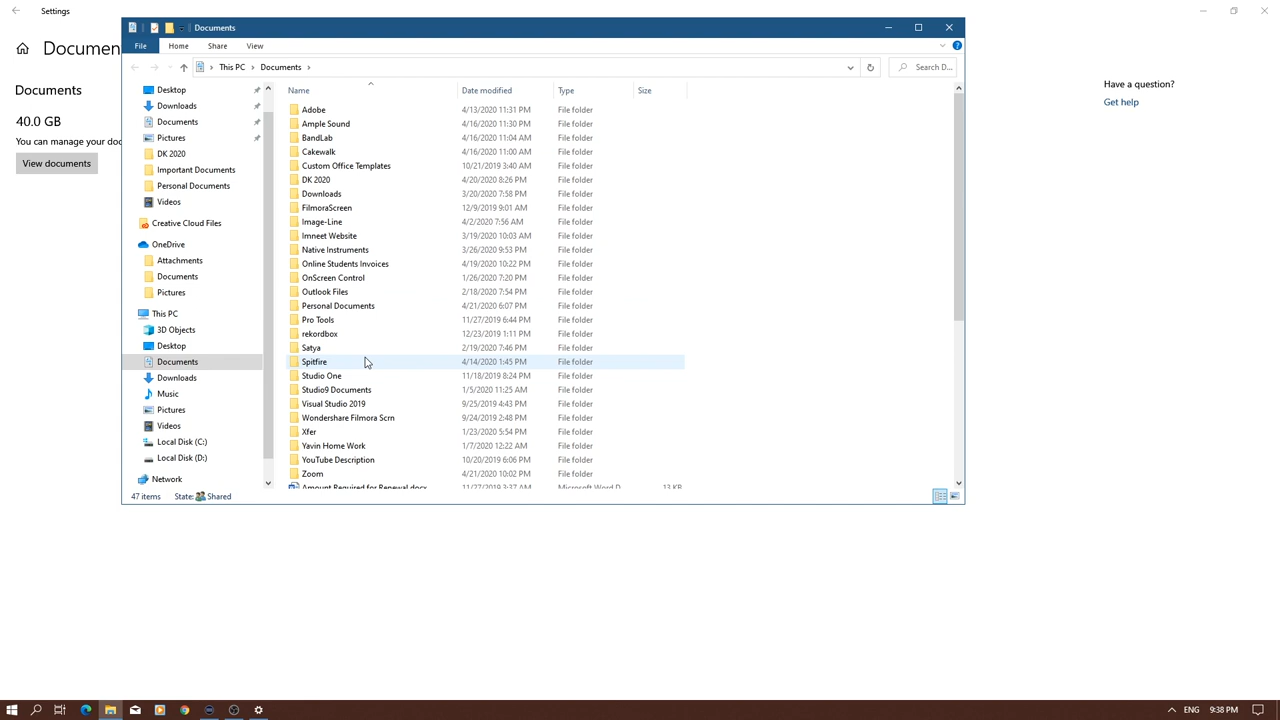 Settings
Documen
Documents
40.0 GB
You can manage your doc
View documents
Have a question?
Get help
Documents
File Home Share View
This PC Documents
Search D...
Desktop
Downloads
Documents
Pictures
DK 2020
Important Documents
Personal Documents
Videos
Creative Cloud Files
OneDrive
Attachments
Documents
Pictures
This PC
3D Objects
Desktop
Documents
Downloads
Music
Pictures
Videos
Local Disk (C:)
Local Disk (D:)
Network
Name Date modified Type Size
Adobe 4/13/2020 11:31 PM File folder
Ample Sound 4/16/2020 11:30 PM File folder
BandLab 4/16/2020 11:04 AM File folder
Cakewalk 4/16/2020 11:00 AM File folder
Custom Office Templates 10/21/2019 3:40 AM File folder
DK 2020 4/20/2020 8:26 PM File folder
Downloads 3/20/2020 7:58 PM File folder
FilmoraScreen 12/9/2019 9:01 AM File folder
Image-Line 4/2/2020 7:56 AM File folder
Imneet Website 3/19/2020 10:03 AM File folder
Native Instruments 3/26/2020 9:53 PM File folder
Online Students Invoices 4/19/2020 10:22 PM File folder
OnScreen Control 1/26/2020 7:20 PM File folder
Outlook Files 2/18/2020 7:54 PM File folder
Personal Documents 4/21/2020 6:07 PM File folder
Pro Tools 11/27/2019 6:44 PM File folder
rekordbox 12/23/2019 1:11 PM File folder
Satya 2/19/2020 7:46 PM File folder
Spitfire 4/14/2020 1:45 PM File folder
Studio One 11/18/2019 8:24 PM File folder
Studio9 Documents 1/5/2020 11:25 AM File folder
Visual Studio 2019 9/25/2019 4:43 PM File folder
Wondershare Filmora Scrn 9/24/2019 2:48 PM File folder
Xfer 1/23/2020 5:54 PM File folder
Yavin Home Work 1/7/2020 12:22 AM File folder
YouTube Description 10/20/2019 6:06 PM File folder
Zoom 4/21/2020 10:02 PM File folder
Amount Required for Renewal.docx 11/27/2019 3:37 AM Microsoft Word D... 13 KB
47 items State: Shared
ENG 9:38 PM